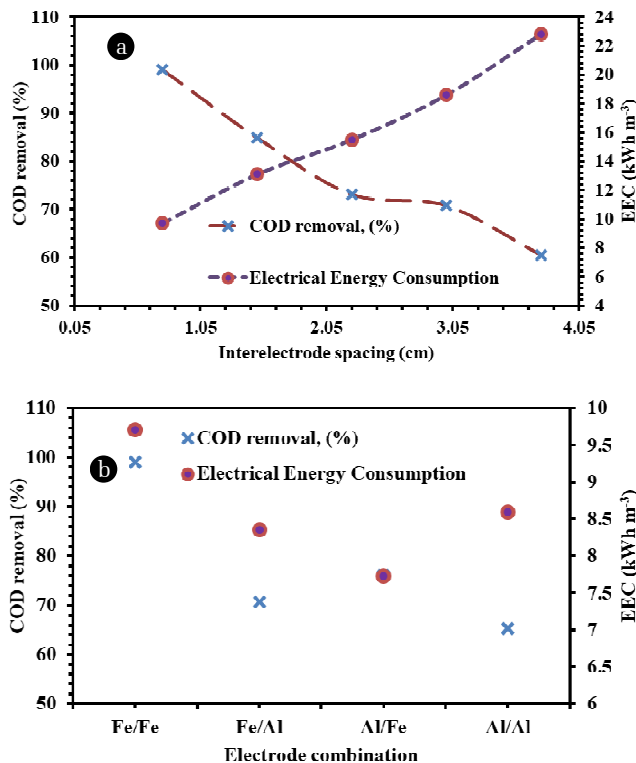 a
COD removal (%)
110
100
90
80
70
60
50
24
22
20
18
16
14
12
10
8
6
4
EEC (kWh m-3)
COD removal, (%)
Electrical Energy Consumption
0.05 1.05 2.05 3.05 4.05
Interelectrode spacing (cm)
b
COD removal (%)
110
100
90
80
70
60
50
10
9.5
9
8.5
8
7.5
7
6.5
6
EEC (kWh m-3)
COD removal, (%)
Electrical Energy Consumption
Fe/Fe Fe/Al Al/Fe Al/Al
Electrode combination